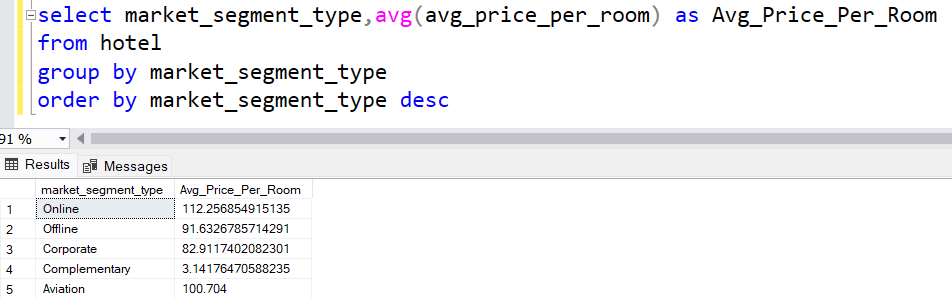 select market_segment_type,avg(avg_price_per_room) as Avg_Price_Per_Room
from hotel
group by market_segment_type
order by market_segment_type desc
91 %
Results Messages
market_segment_type Avg_Price_Per_Room
1 Online 112.256854915135
2 Offline 91.6326785714291
3 Corporate 82.9117402082301
4 Complementary 3.14176470588235
5 Aviation 100.704